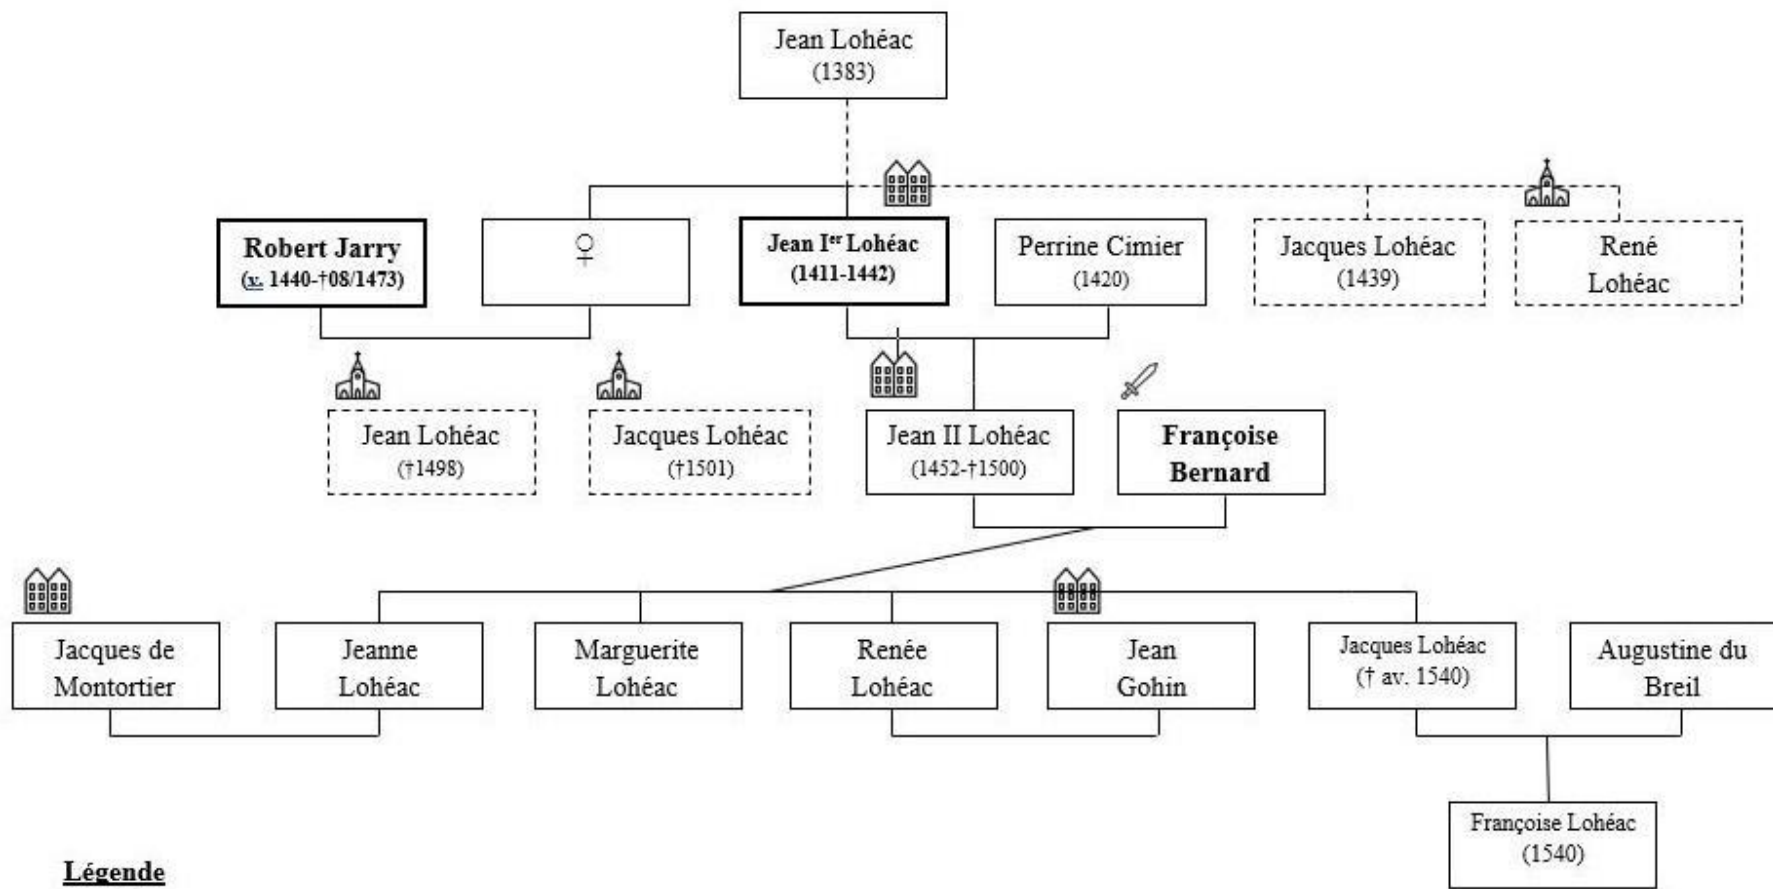 Jean Lohéac
(1383)
Robert Jarry
(v. 1440-†08/1473)
♀
Jean Iᵉʳ Lohéac
(1411-1442)
Perrine Cimier
(1420)
Jacques Lohéac
(1439)
René
Lohéac
Jean Lohéac
(†1498)
Jacques Lohéac
(†1501)
Jean II Lohéac
(1452-†1500)
Françoise
Bernard
Jacques de
Montortier
Jeanne
Lohéac
Marguerite
Lohéac
Renée
Lohéac
Jean
Gohin
Jacques Lohéac
(† av. 1540)
Augustine du
Breil
Françoise Lohéac
(1540)
Légende